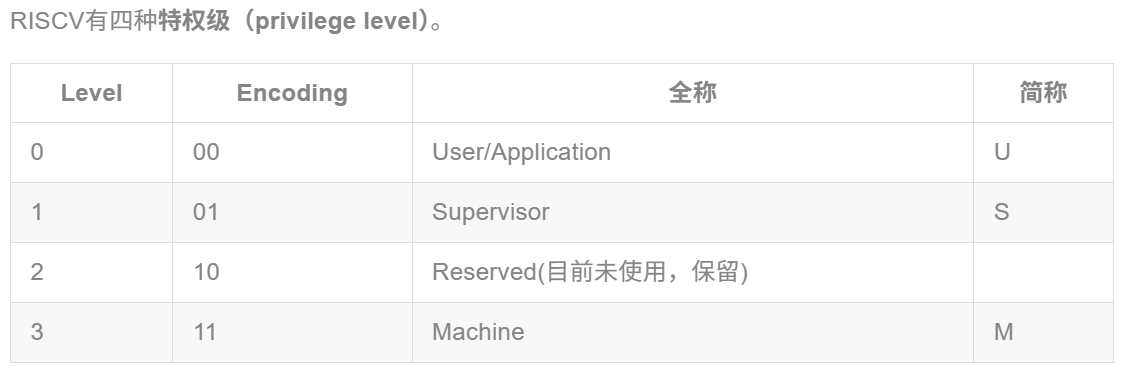 RISCV有四种特权级（privilege level）。
Level Encoding 全称 简称
0 00 User/Application U
1 01 Supervisor S
2 10 Reserved(目前未使用，保留)
3 11 Machine M